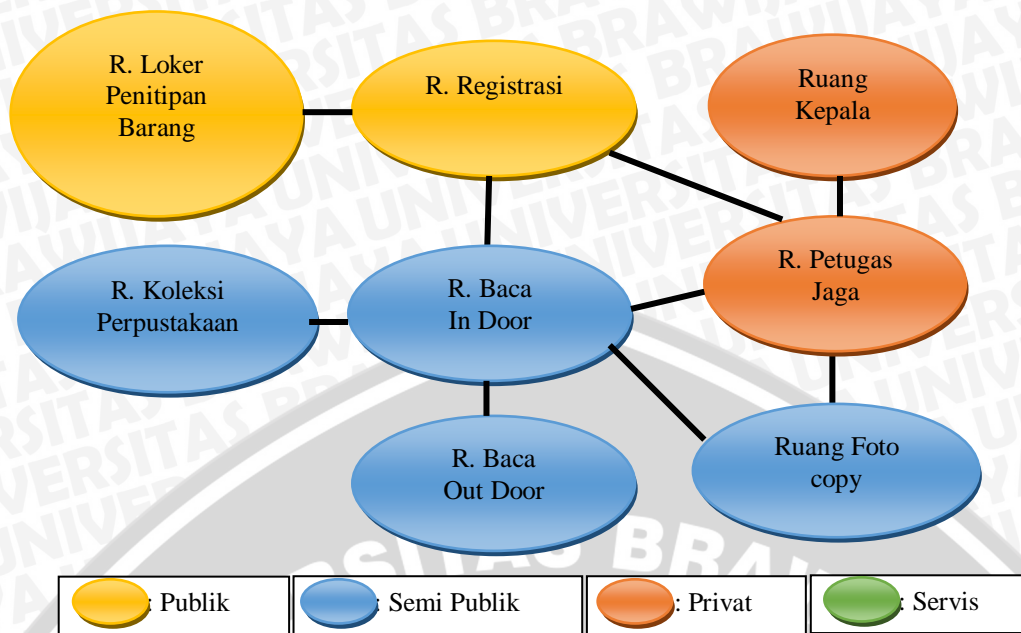 R. Loker
Penitipan
Barang
R. Registrasi
Ruang
Kepala
R. Koleksi
Perpustakaan
R. Baca
In Door
R. Petugas
Jaga
R. Baca
Out Door
Ruang Foto
copy
: Publik
: Semi Publik
: Privat
: Servis